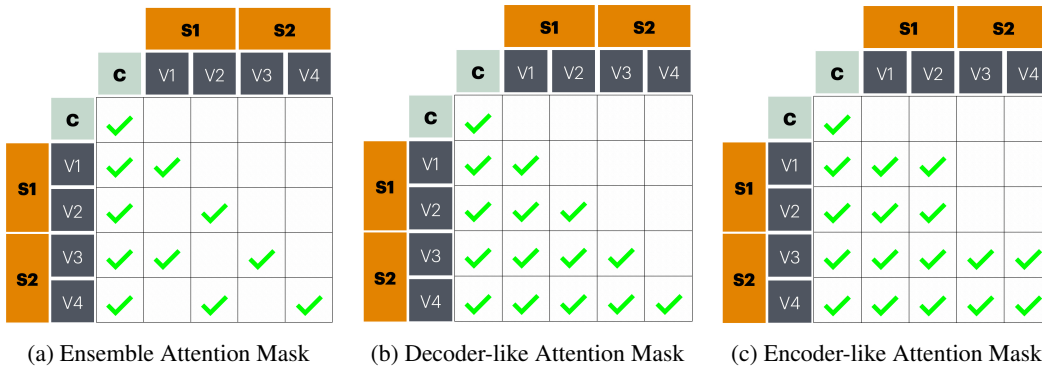 S1 S2
C V1 V2 V3 V4
C
S1
V1
V2
S2
V3
V4
(a) Ensemble Attention Mask
S1 S2
C V1 V2 V3 V4
C
S1
V1
V2
S2
V3
V4
(b) Decoder-like Attention Mask
S1 S2
C V1 V2 V3 V4
C
S1
V1
V2
S2
V3
V4
(c) Encoder-like Attention Mask